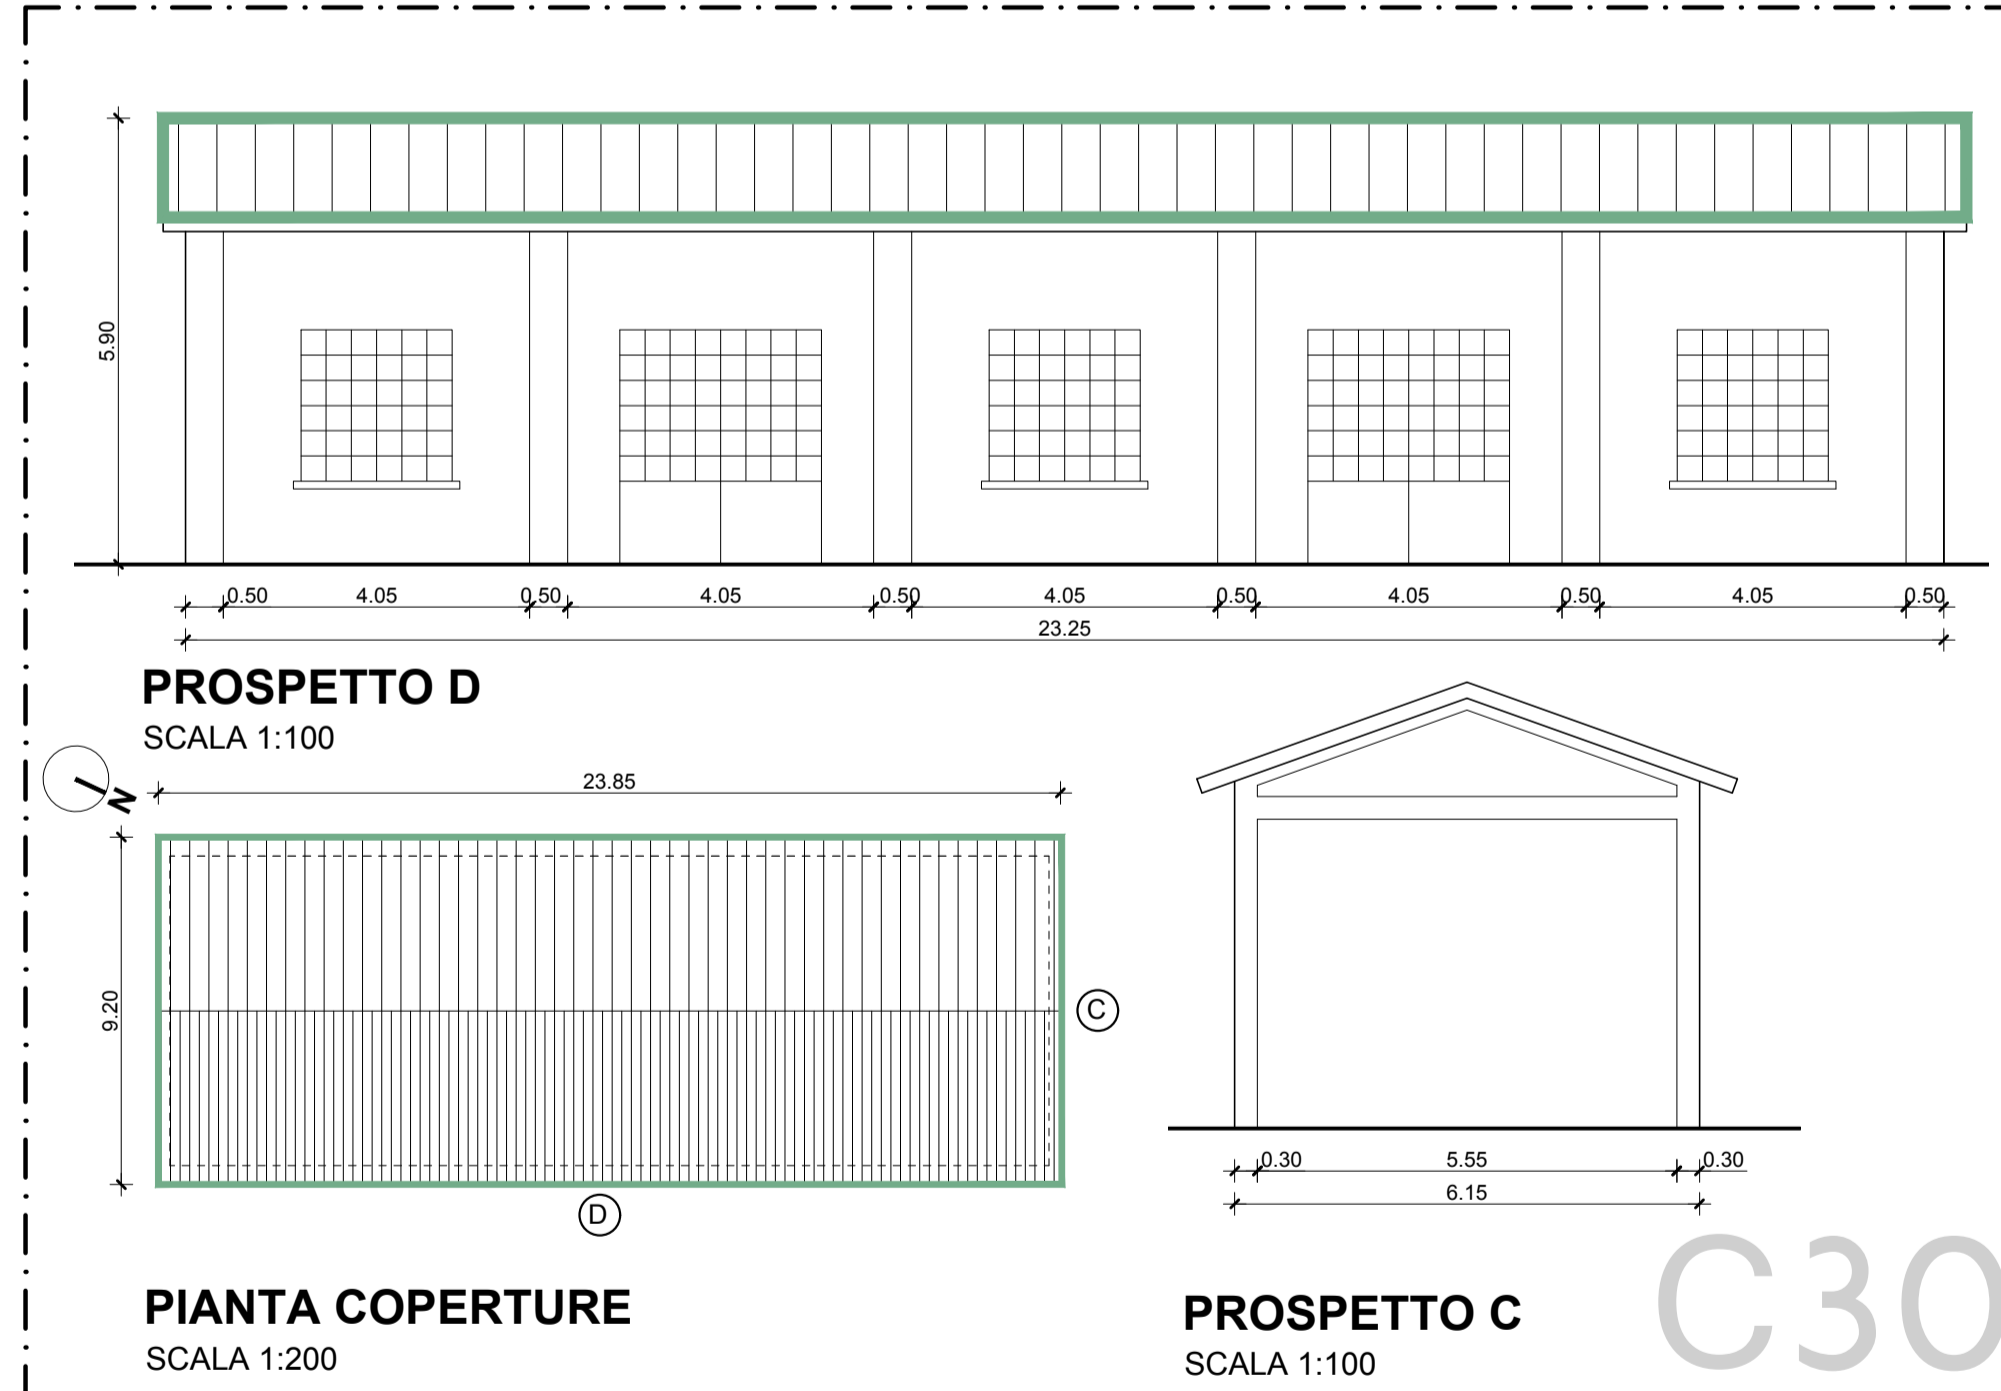 5.90
0.50 4.05 0.50 4.05 0.50 4.05 0.50 4.05 0.50 4.05 0.50
23.25
PROSPETTO D
SCALA 1:100
N
23.85
9.20
C
D
PIANTA COPERTURE
SCALA 1:200
0.30 5.55 0.30
6.15
PROSPETTO C
SCALA 1:100
C30